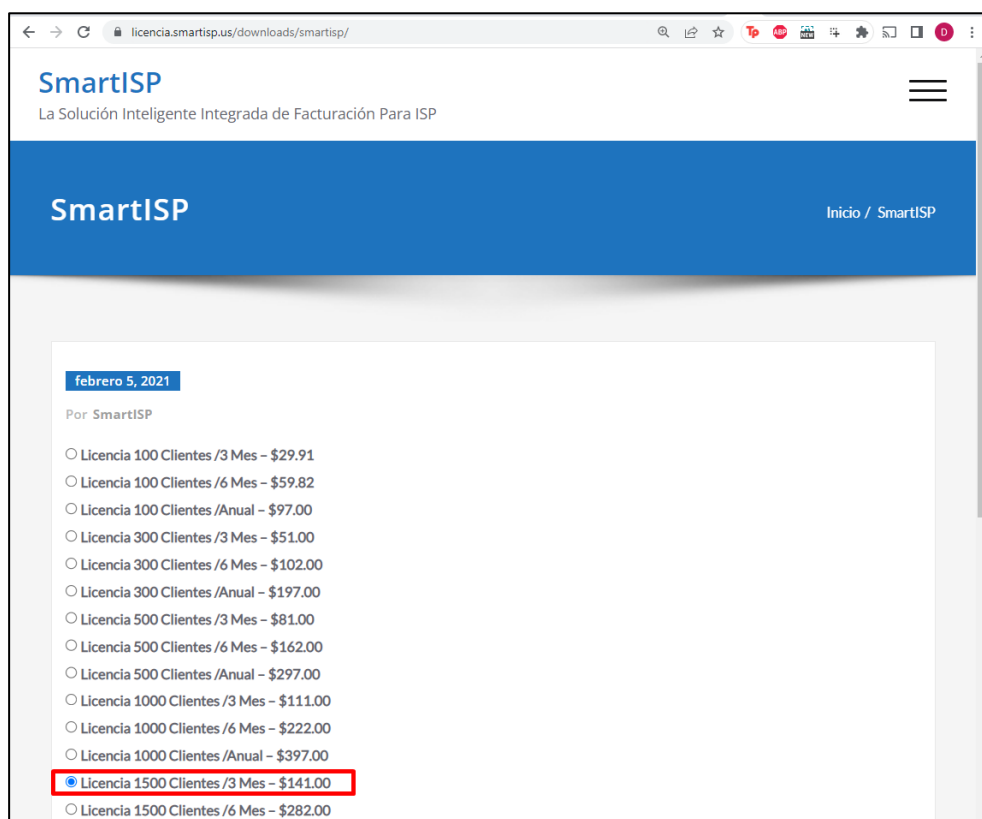 licencia.smartisp.us/downloads/smartisp/
Tp ABP NEW D
SmartISP
La Solución Inteligente Integrada de Facturación Para ISP
SmartISP
Inicio / SmartISP
febrero 5, 2021
Por SmartISP
Licencia 100 Clientes /3 Mes – $29.91
Licencia 100 Clientes /6 Mes – $59.82
Licencia 100 Clientes /Anual – $97.00
Licencia 300 Clientes /3 Mes – $51.00
Licencia 300 Clientes /6 Mes – $102.00
Licencia 300 Clientes /Anual – $197.00
Licencia 500 Clientes /3 Mes – $81.00
Licencia 500 Clientes /6 Mes – $162.00
Licencia 500 Clientes /Anual – $297.00
Licencia 1000 Clientes /3 Mes – $111.00
Licencia 1000 Clientes /6 Mes – $222.00
Licencia 1000 Clientes /Anual – $397.00
Licencia 1500 Clientes /3 Mes – $141.00
Licencia 1500 Clientes /6 Mes – $282.00